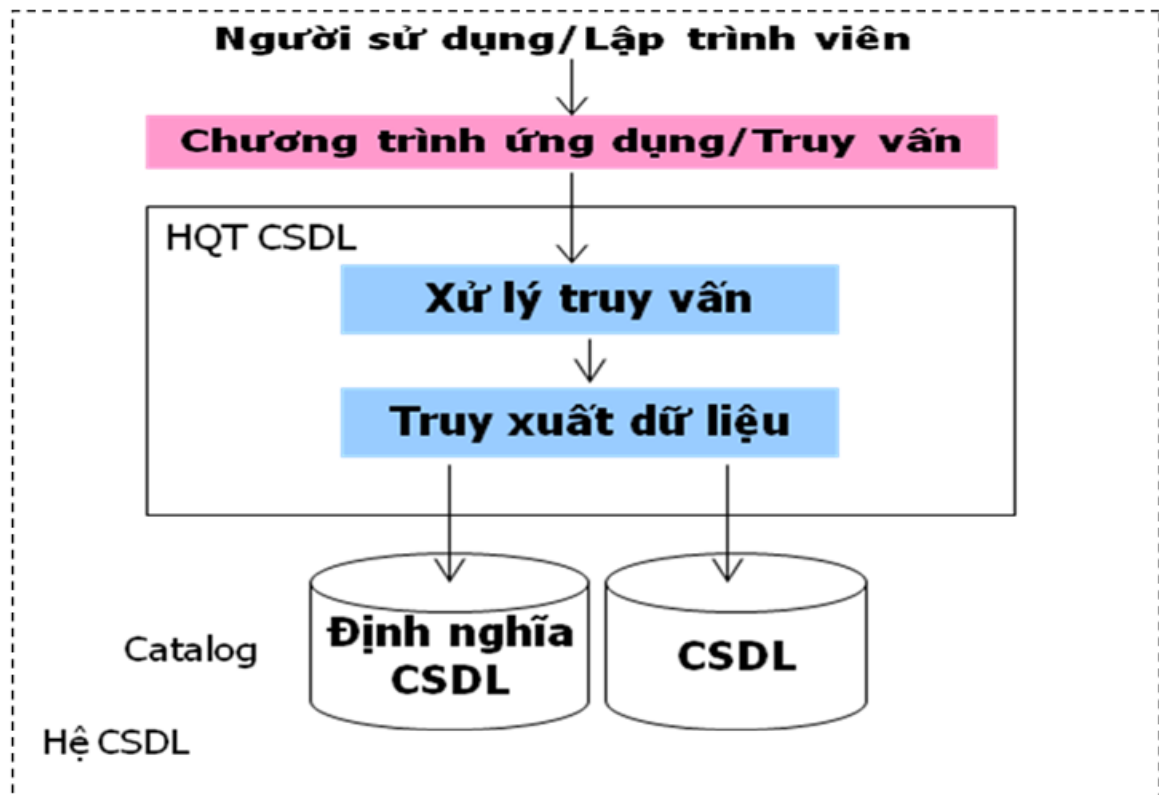 Người sử dụng/Lập trình viên
Chương trình ứng dụng/Truy vấn
HQT CSDL
Xử lý truy vấn
Truy xuất dữ liệu
Catalog
Định nghĩa
CSDL
CSDL
Hệ CSDL